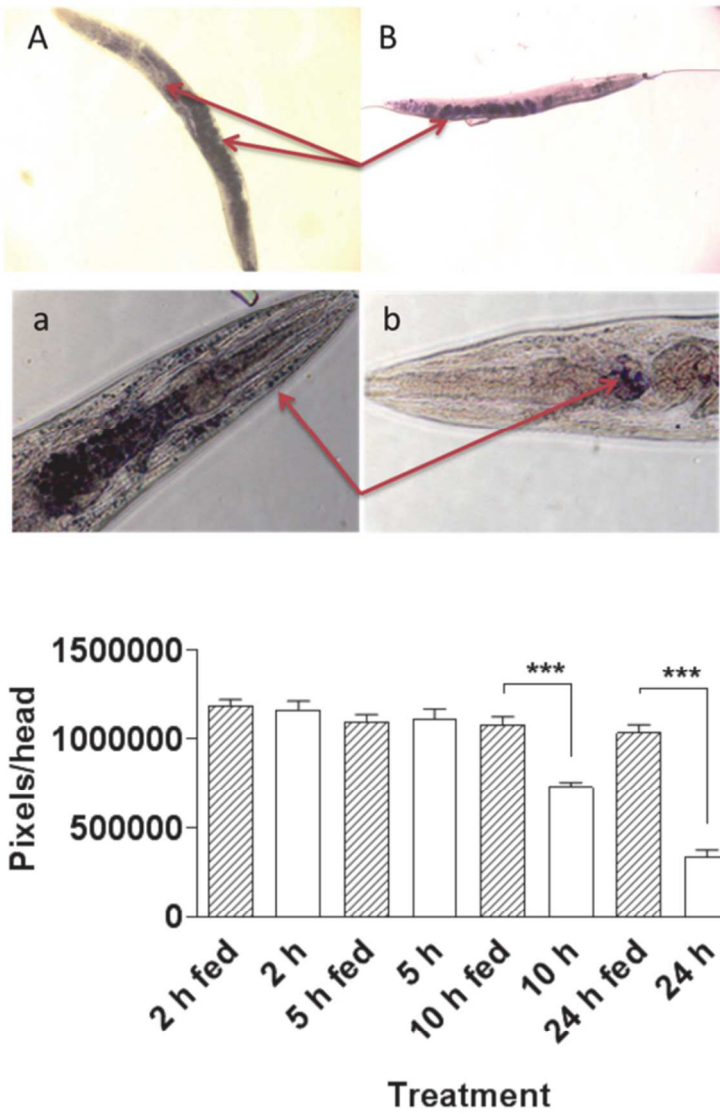 A
B
a
b
1500000
1000000
500000
0
Pixels/head
***
***
2 h fed
2 h
5 h fed
5 h
10 h fed
10 h
24 h fed
24 h
Treatment